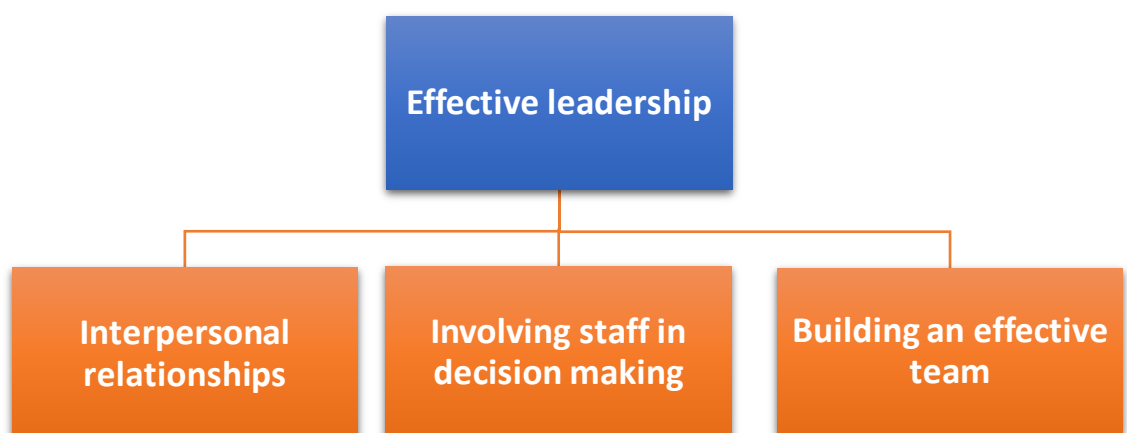 Effective leadership
Interpersonal
relationships
Involving staff in
decision making
Building an effective
team